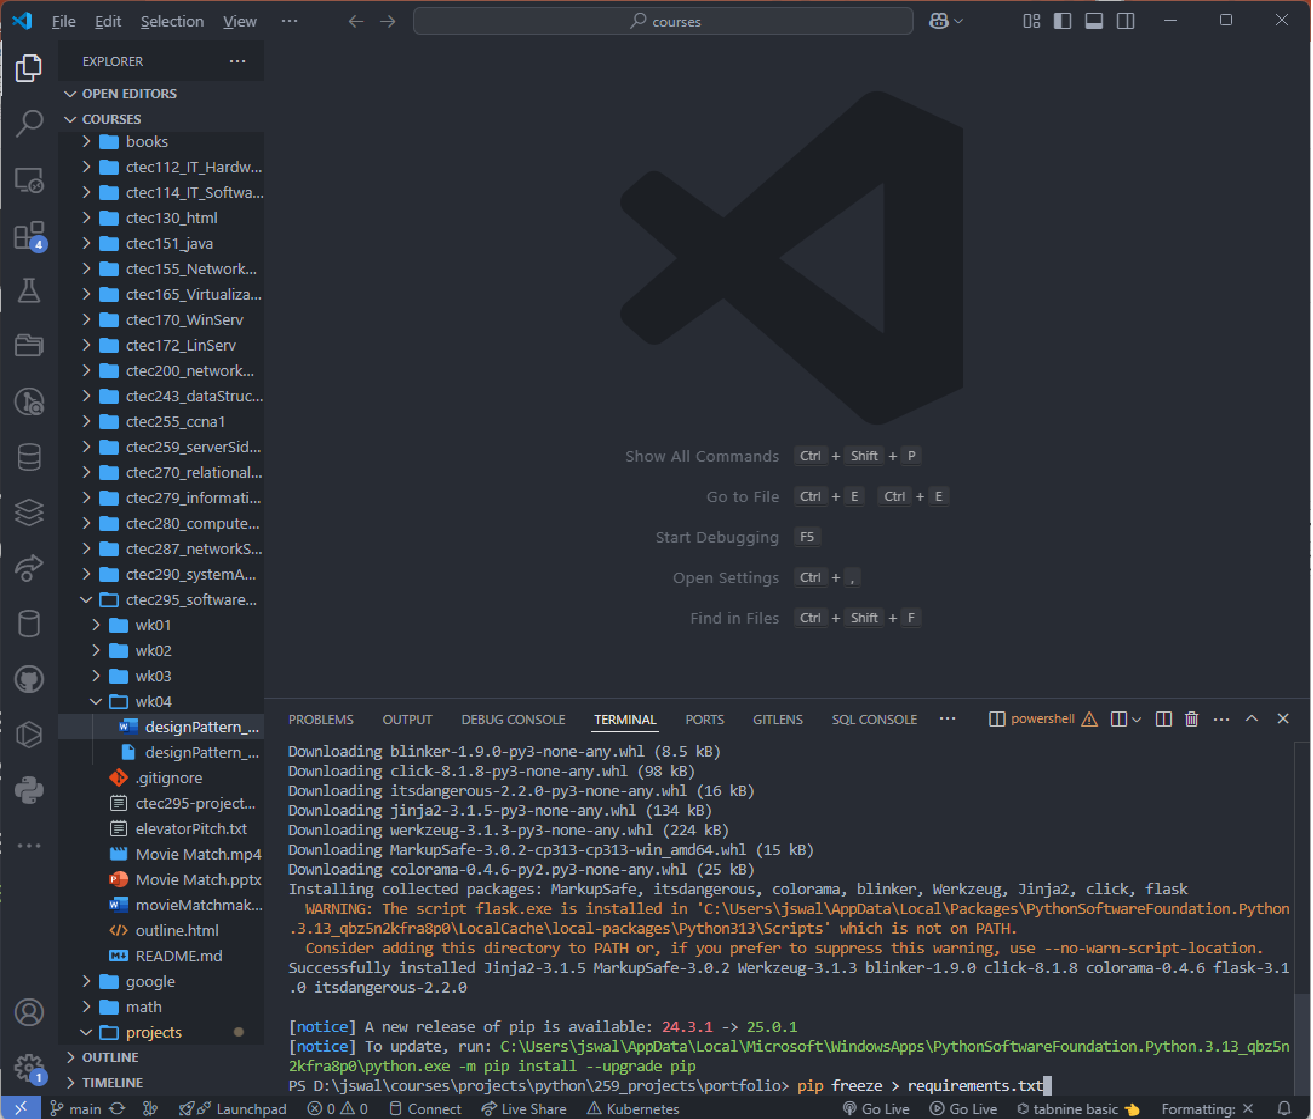 File Edit Selection View ··· courses
EXPLORER ···
OPEN EDITORS
COURSES
books
ctec112_IT_Hardw...
ctec114_IT_Softwa...
ctec130_html
ctec151_java
ctec155_Network...
ctec165_Virtualiza...
ctec170_WinServ
ctec172_LinServ
ctec200_network...
ctec243_dataStruc...
ctec255_ccna1
ctec259_serverSid...
ctec270_relational...
ctec279_informati...
ctec280_compute...
ctec287_networkS...
ctec290_systemA...
ctec295_software...
wk01
wk02
wk03
wk04
designPattern_...
designPattern_...
.gitignore
ctec295-project...
elevatorPitch.txt
Movie Match.mp4
Movie Match.pptx
movieMatchmak...
outline.html
README.md
google
math
projects
OUTLINE
TIMELINE
4
1
Show All Commands Ctrl + Shift + P
Go to File Ctrl + E Ctrl + E
Start Debugging F5
Open Settings Ctrl + ,
Find in Files Ctrl + Shift + F
PROBLEMS OUTPUT DEBUG CONSOLE TERMINAL PORTS GITLENS SQL CONSOLE ··· powershell ···
Downloading blinker-1.9.0-py3-none-any.whl (8.5 kB)
Downloading click-8.1.8-py3-none-any.whl (98 kB)
Downloading itsdangerous-2.2.0-py3-none-any.whl (16 kB)
Downloading jinja2-3.1.5-py3-none-any.whl (134 kB)
Downloading werkzeug-3.1.3-py3-none-any.whl (224 kB)
Downloading MarkupSafe-3.0.2-cp313-cp313-win_amd64.whl (15 kB)
Downloading colorama-0.4.6-py2.py3-none-any.whl (25 kB)
Installing collected packages: MarkupSafe, itsdangerous, colorama, blinker, Werkzeug, Jinja2, click, flask
WARNING: The script flask.exe is installed in 'C:\Users\jswal\AppData\Local\Packages\PythonSoftwareFoundation.Python
.3.13_qbz5n2kfra8p0\LocalCache\local-packages\Python313\Scripts' which is not on PATH.
Consider adding this directory to PATH or, if you prefer to suppress this warning, use --no-warn-script-location.
Successfully installed Jinja2-3.1.5 MarkupSafe-3.0.2 Werkzeug-3.1.3 blinker-1.9.0 click-8.1.8 colorama-0.4.6 flask-3.1
.0 itsdangerous-2.2.0
[notice] A new release of pip is available: 24.3.1 -> 25.0.1
[notice] To update, run: C:\Users\jswal\AppData\Local\Microsoft\WindowsApps\PythonSoftwareFoundation.Python.3.13_qbz5n
2kfra8p0\python.exe -m pip install --upgrade pip
PS D:\jswal\courses\projects\python\259_projects\portfolio> pip freeze > requirements.txt
main Launchpad 0 0 Connect Live Share Kubernetes Go Live Go Live tabnine basic Formatting: ×